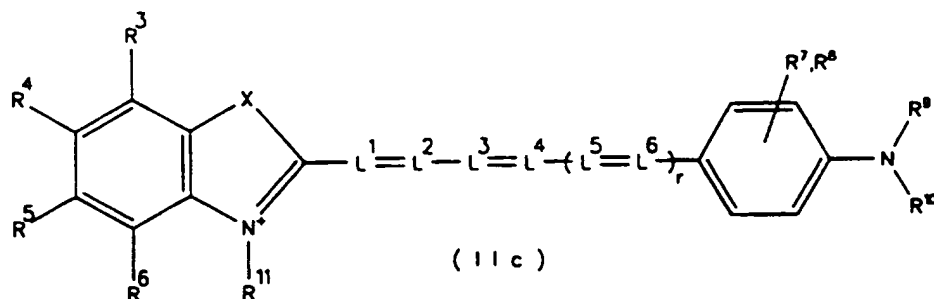 R³
R⁷,R⁸
R⁴
X
R⁹
L¹=L²—L³=L⁴—(L⁵=L⁶)r
N
R⁵
N⁺
R¹⁰
R⁶
R¹¹
(IIc)